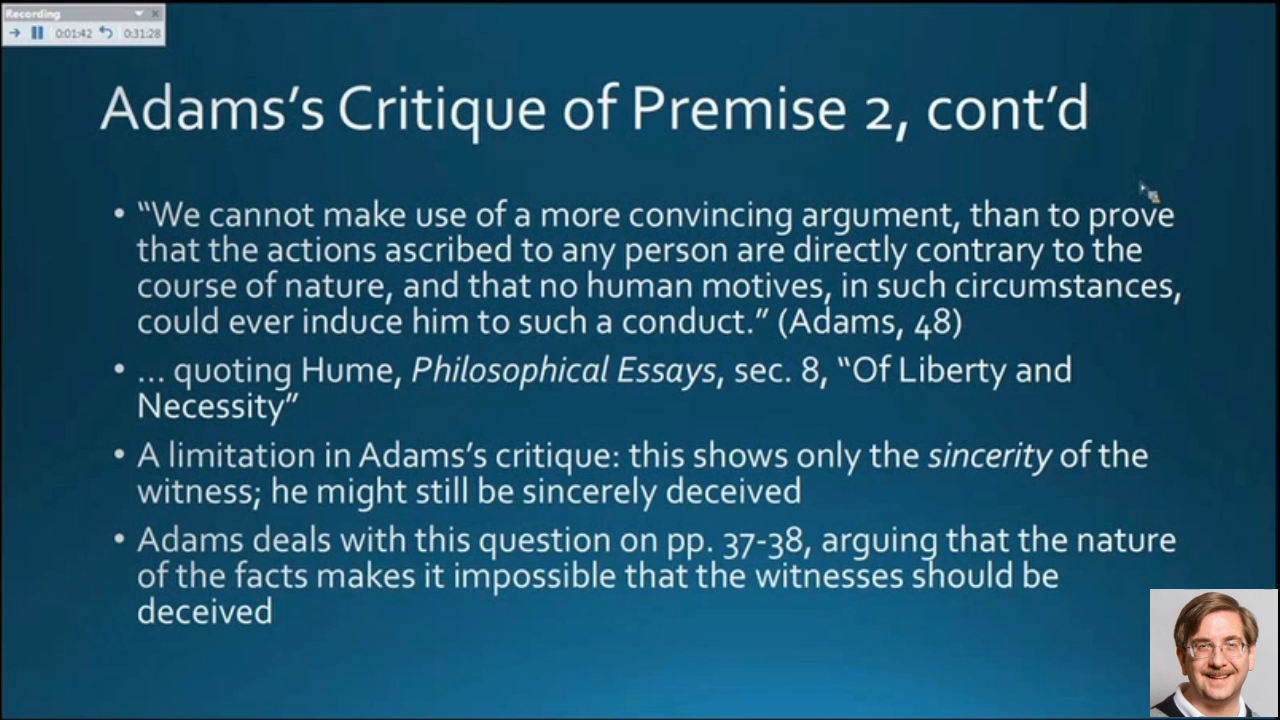 Recording
0:01:42 0:31:28
Adams’s Critique of Premise 2, cont’d
• “We cannot make use of a more convincing argument, than to prove
that the actions ascribed to any person are directly contrary to the
course of nature, and that no human motives, in such circumstances,
could ever induce him to such a conduct.” (Adams, 48)
• … quoting Hume, Philosophical Essays, sec. 8, “Of Liberty and
Necessity”
• A limitation in Adams’s critique: this shows only the sincerity of the
witness; he might still be sincerely deceived
• Adams deals with this question on pp. 37-38, arguing that the nature
of the facts makes it impossible that the witnesses should be
deceived